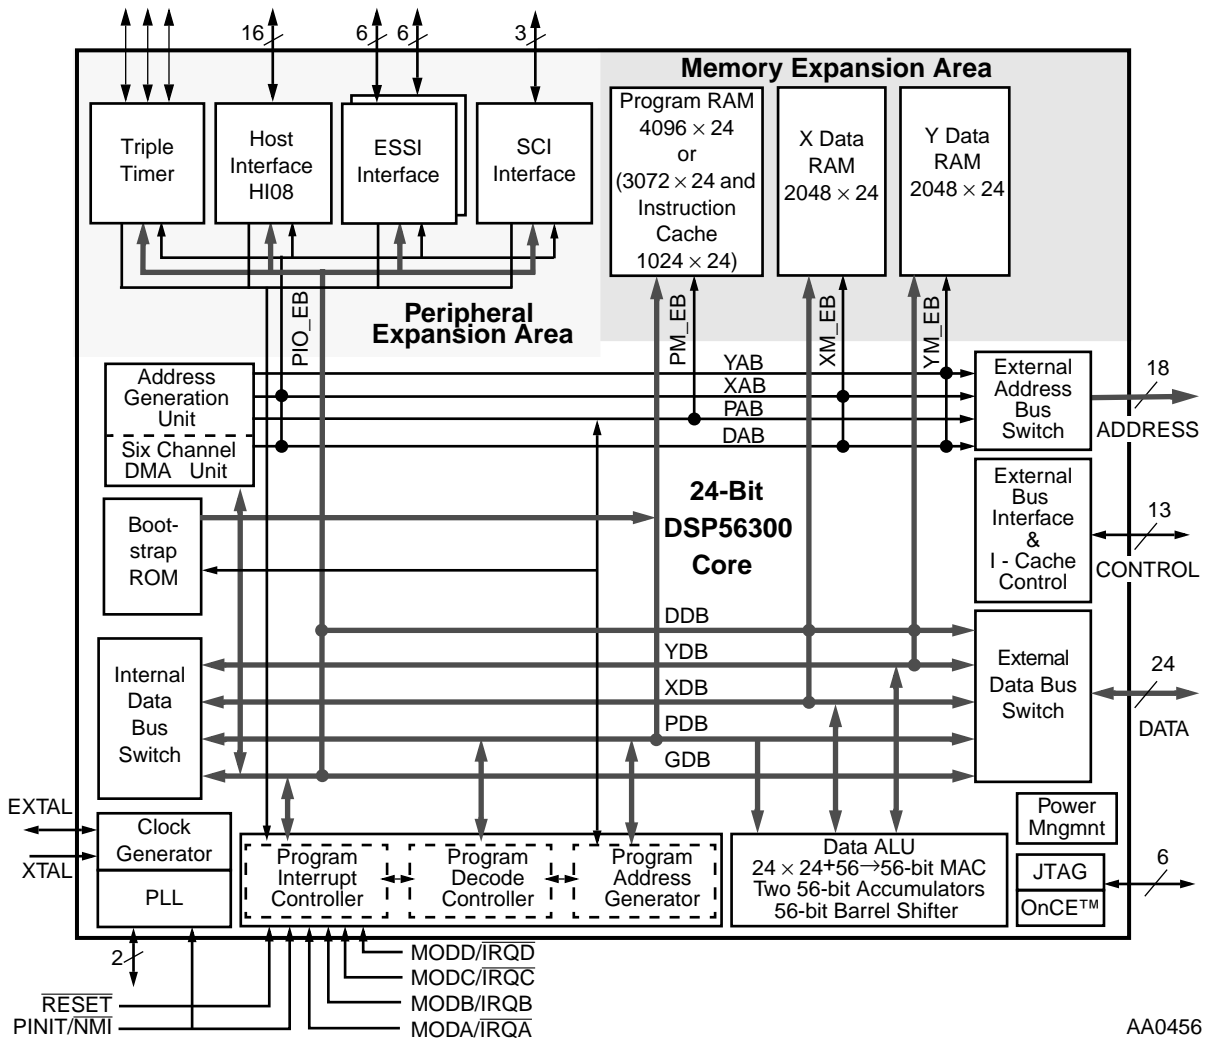 16
6
6
3
Memory Expansion Area
Triple
Timer
Host
Interface
HI08
ESSI
Interface
SCI
Interface
Program RAM
4096 × 24
or
(3072 × 24 and
Instruction
Cache
1024 × 24)
X Data
RAM
2048 × 24
Y Data
RAM
2048 × 24
Peripheral
Expansion Area
PIO_EB
PM_EB
XM_EB
YM_EB
Address
Generation
Unit
Six Channel
DMA Unit
YAB
XAB
PAB
DAB
External
Address
Bus
Switch
18
ADDRESS
24-Bit
DSP56300
Core
Boot-
strap
ROM
External
Bus
Interface
&
I - Cache
Control
13
CONTROL
DDB
YDB
XDB
PDB
GDB
Internal
Data
Bus
Switch
External
Data Bus
Switch
24
DATA
EXTAL
XTAL
Clock
Generator
PLL
Program
Interrupt
Controller
Program
Decode
Controller
Program
Address
Generator
Data ALU
24 × 24+56→56-bit MAC
Two 56-bit Accumulators
56-bit Barrel Shifter
Power
Mngmnt
JTAG
OnCE™
6
2
RESET
PINIT/NMI
MODD/IRQD
MODC/IRQC
MODB/IRQB
MODA/IRQA
AA0456